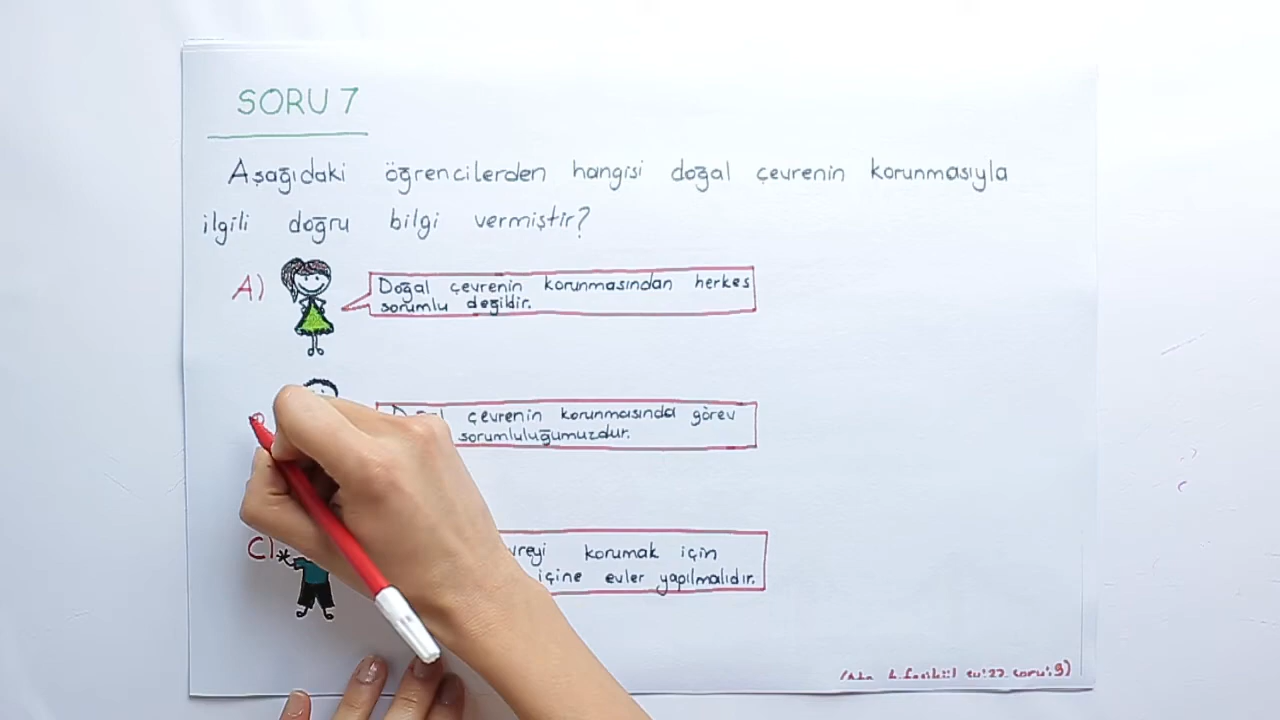 SORU 7
Aşağıdaki öğrencilerden hangisi doğal çevrenin korunmasıyla
ilgili doğru bilgi vermiştir?
A)
Doğal çevrenin korunmasından herkes
sorumlu değildir.
çevrenin korunmasında görev
sorumluluğumuzdur.
C)
korumak için
içine evler yapılmalıdır.